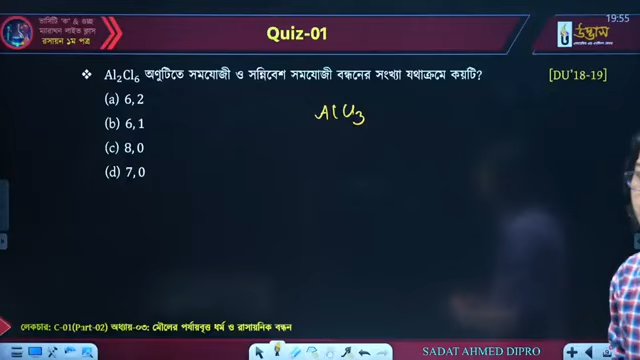 19:55
ভার্সিটি 'ক' & গুচ্ছ
ম্যারাথন লাইভ ক্লাস
রসায়ন ১ম পত্র
Quiz-01
উদ্ভাস
❖ Al₂Cl₆ অণুটিতে সমযোজী ও সন্নিবেশ সমযোজী বন্ধনের সংখ্যা যথাক্রমে কয়টি? [DU'18-19]
(a) 6, 2
(b) 6, 1
(c) 8, 0
(d) 7, 0
AlCl₃
লেকচার: C-01(Part-02) অধ্যায়-০৩: মৌলের পর্যায়বৃত্ত ধর্ম ও রাসায়নিক বন্ধন
SADAT AHMED DIPRO